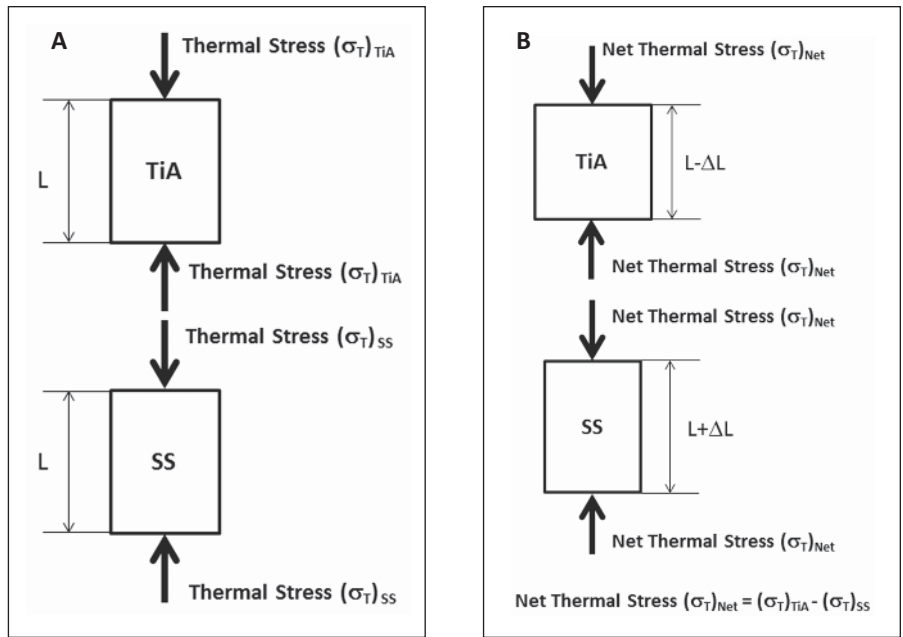 A
Thermal Stress (σT)TiA
L
TiA
Thermal Stress (σT)TiA
Thermal Stress (σT)SS
L
SS
Thermal Stress (σT)SS
B
Net Thermal Stress (σT)Net
TiA
L-ΔL
Net Thermal Stress (σT)Net
Net Thermal Stress (σT)Net
SS
L+ΔL
Net Thermal Stress (σT)Net
Net Thermal Stress (σT)Net = (σT)TiA - (σT)SS